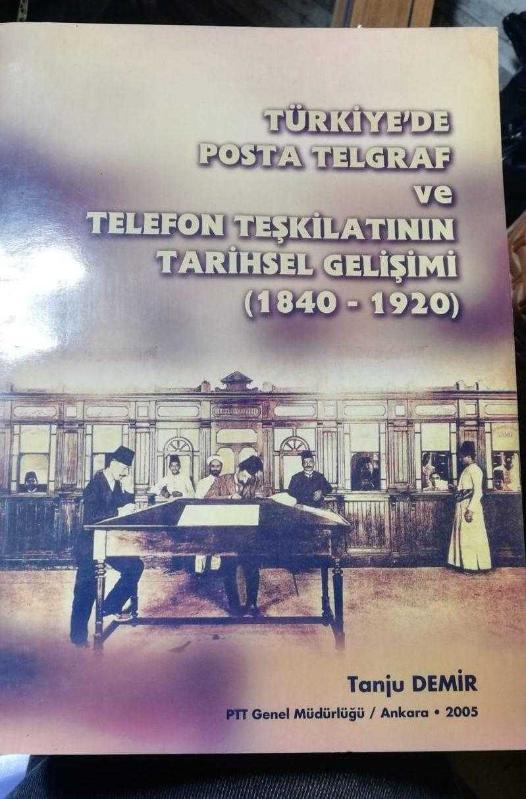 TÜRKİYE'DE
POSTA TELGRAF
ve
TELEFON TEŞKİLATININ
TARİHSEL GELİŞİMİ
(1840 - 1920)
Tanju DEMİR
PTT Genel Müdürlüğü / Ankara • 2005